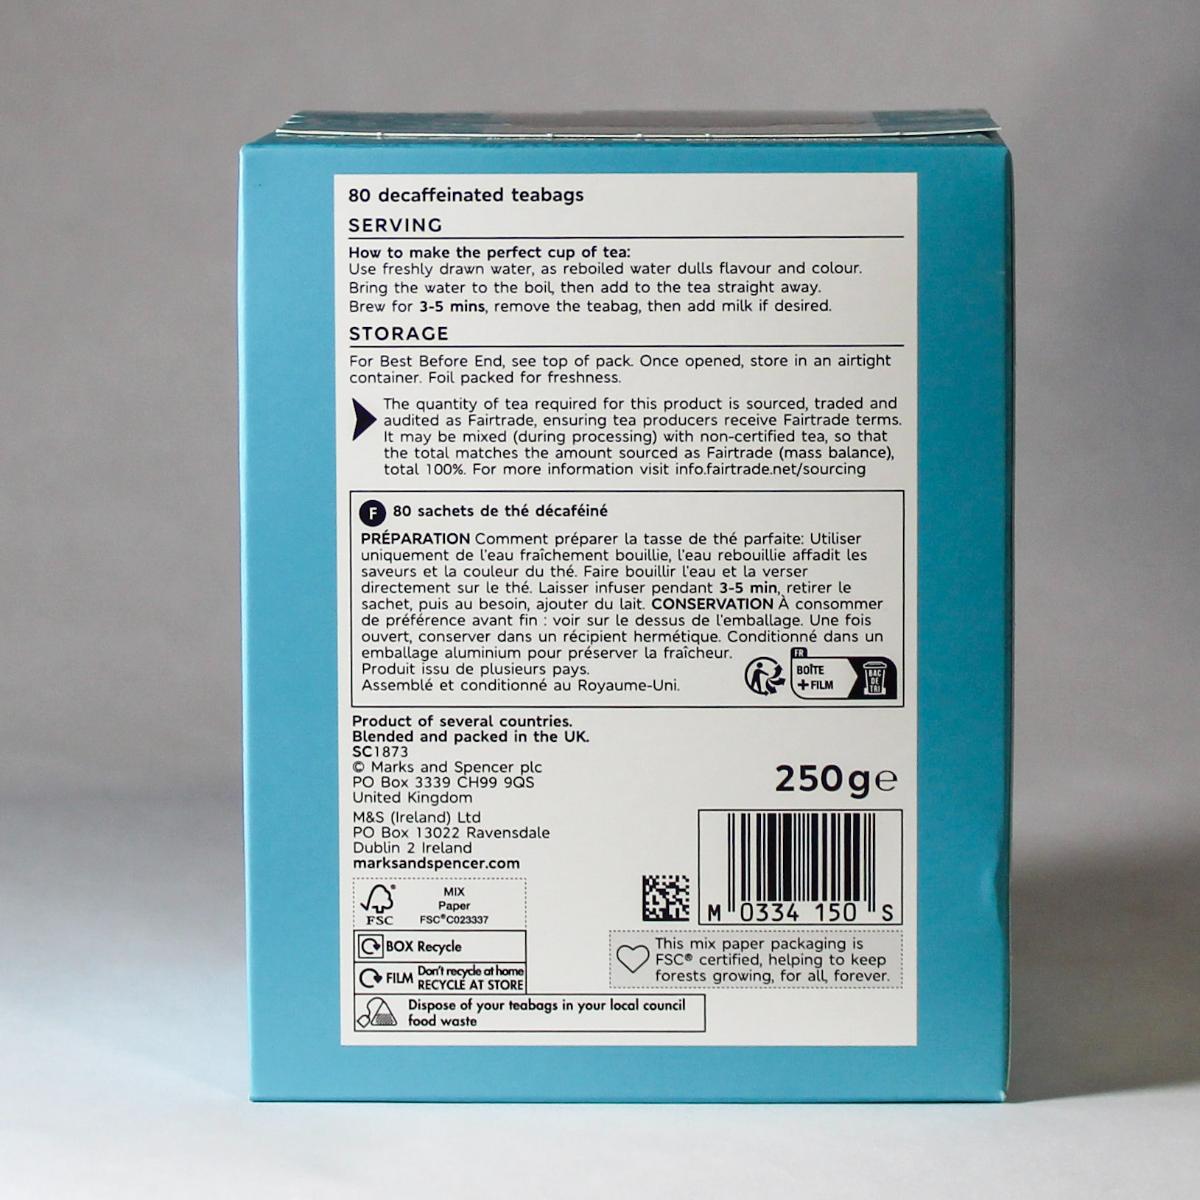 80 decaffeinated teabags
SERVING
How to make the perfect cup of tea:
Use freshly drawn water, as reboiled water dulls flavour and colour.
Bring the water to the boil, then add to the tea straight away.
Brew for 3-5 mins, remove the teabag, then add milk if desired.
STORAGE
For Best Before End, see top of pack. Once opened, store in an airtight
container. Foil packed for freshness.
The quantity of tea required for this product is sourced, traded and
audited as Fairtrade, ensuring tea producers receive Fairtrade terms.
It may be mixed (during processing) with non-certified tea, so that
the total matches the amount sourced as Fairtrade (mass balance),
total 100%. For more information visit info.fairtrade.net/sourcing
F 80 sachets de thé décaféiné
PRÉPARATION Comment préparer la tasse de thé parfaite: Utiliser
uniquement de l'eau fraîchement bouillie, l'eau rebouillie affadit les
saveurs et la couleur du thé. Faire bouillir l'eau et la verser
directement sur le thé. Laisser infuser pendant 3-5 min, retirer le
sachet, puis au besoin, ajouter du lait. CONSERVATION À consommer
de préférence avant fin : voir sur le dessus de l'emballage. Une fois
ouvert, conserver dans un récipient hermétique. Conditionné dans un
emballage aluminium pour préserver la fraîcheur.
Produit issu de plusieurs pays.
Assemblé et conditionné au Royaume-Uni.
FR
BOÎTE
+ FILM
BAC
DE
TRI
Product of several countries.
Blended and packed in the UK.
SC1873
© Marks and Spencer plc
PO Box 3339 CH99 9QS
United Kingdom
M&S (Ireland) Ltd
PO Box 13022 Ravensdale
Dublin 2 Ireland
marksandspencer.com
250g℮
M 0334 150 S
FSC®
MIX
Paper
FSC® C023337
BOX Recycle
FILM Don't recycle at home
RECYCLE AT STORE
Dispose of your teabags in your local council
food waste
This mix paper packaging is
FSC® certified, helping to keep
forests growing, for all, forever.